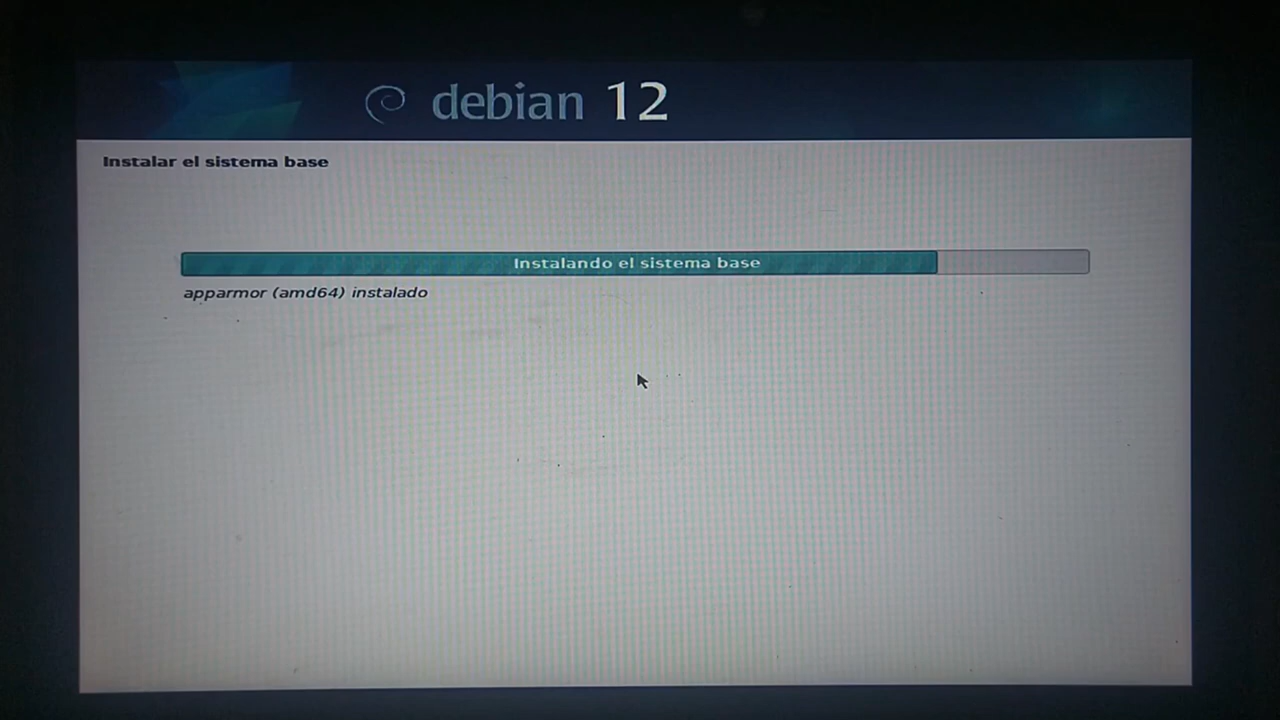 debian 12
Instalar el sistema base
Instalando el sistema base
apparmor (amd64) instalado